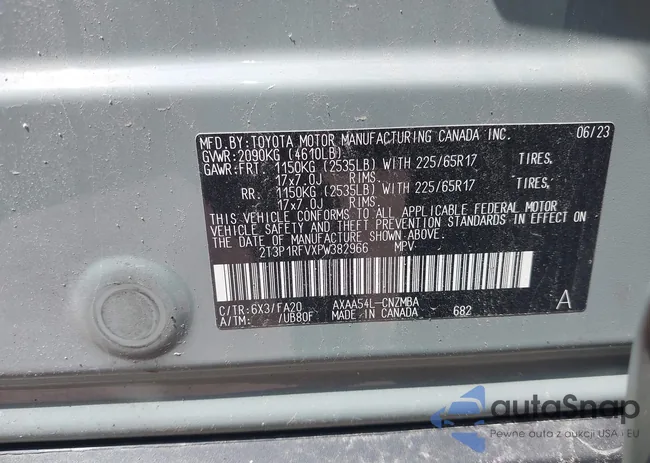 MFD. BY: TOYOTA MOTOR MANUFACTURING CANADA INC. 06/23
GVWR: 2090KG (4610LB)
GAWR: FRT. 1150KG (2535LB) WITH 225/65R17 TIRES,
17x7.0J RIMS
RR. 1150KG (2535LB) WITH 225/65R17 TIRES,
17x7.0J RIMS.
THIS VEHICLE CONFORMS TO ALL APPLICABLE FEDERAL MOTOR
VEHICLE SAFETY AND THEFT PREVENTION STANDARDS IN EFFECT ON
THE DATE OF MANUFACTURE SHOWN ABOVE.
2T3P1RFVXPW382966 MPV
C/TR: 6X3/FA20 AXAA54L-CNZMBA A
A/TM: /UB80F MADE IN CANADA 682
autoSnap
Pewne auta z aukcji USA i EU